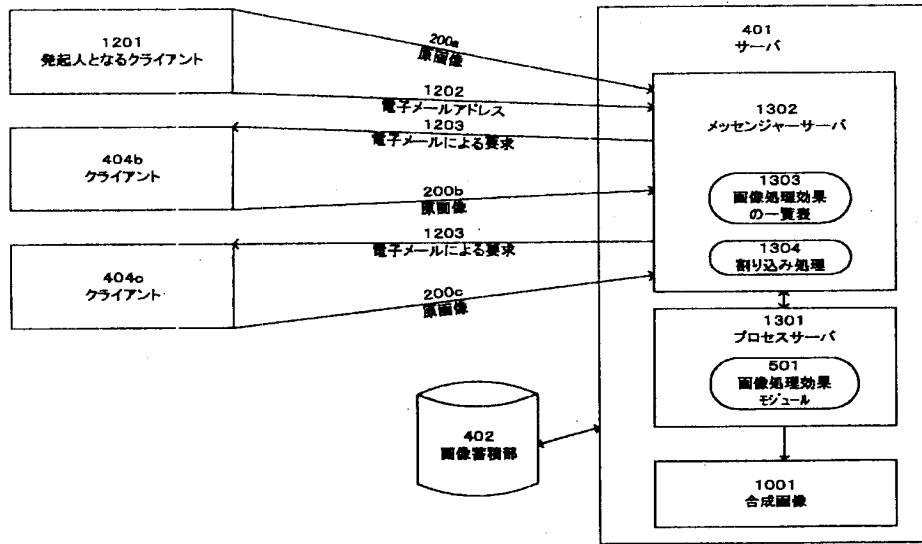 1201
発起人となるクライアント
200a
原画像
1202
電子メールアドレス
1203
電子メールによる要求
404b
クライアント
200b
原画像
1203
電子メールによる要求
404c
クライアント
200c
原画像
402
画像蓄積部
401
サーバ
1302
メッセンジャーサーバ
1303
画像処理効果
の一覧表
1304
割り込み処理
1301
プロセスサーバ
501
画像処理効果
モジュール
1001
合成画像